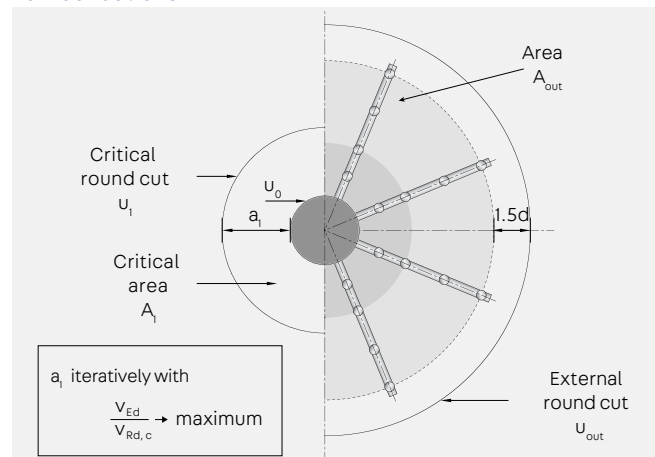 Area
A_out
Critical
round cut
u_1
u_0
a_1
1.5d
Critical
area
A_1
a_1 iteratively with
V_Ed
V_Rd, c → maximum
External
round cut
u_out